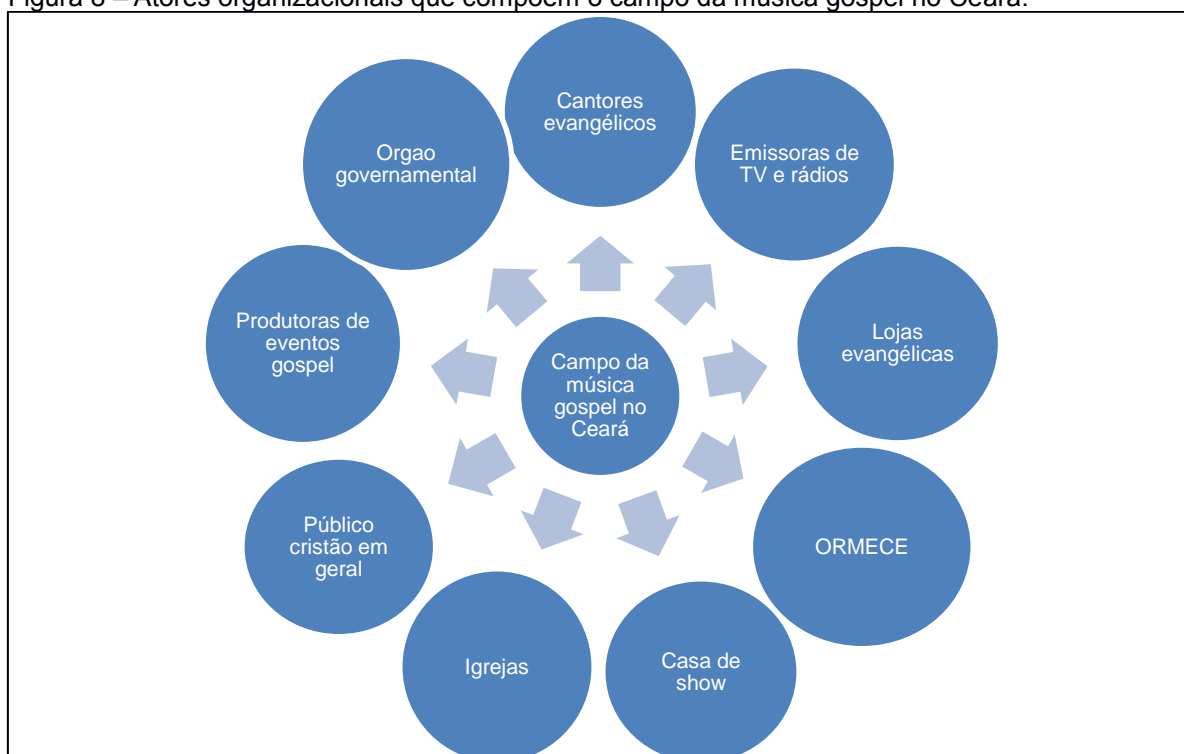 Figura 8 – Atores organizacionais que compõem o campo da música gospel no Ceará.
Cantores
evangélicos
Emissoras de
TV e rádios
Lojas
evangélicas
ORMECE
Casa de
show
Igrejas
Público
cristão em
geral
Produtoras de
eventos
gospel
Orgao
governamental
Campo da
música
gospel no
Ceará